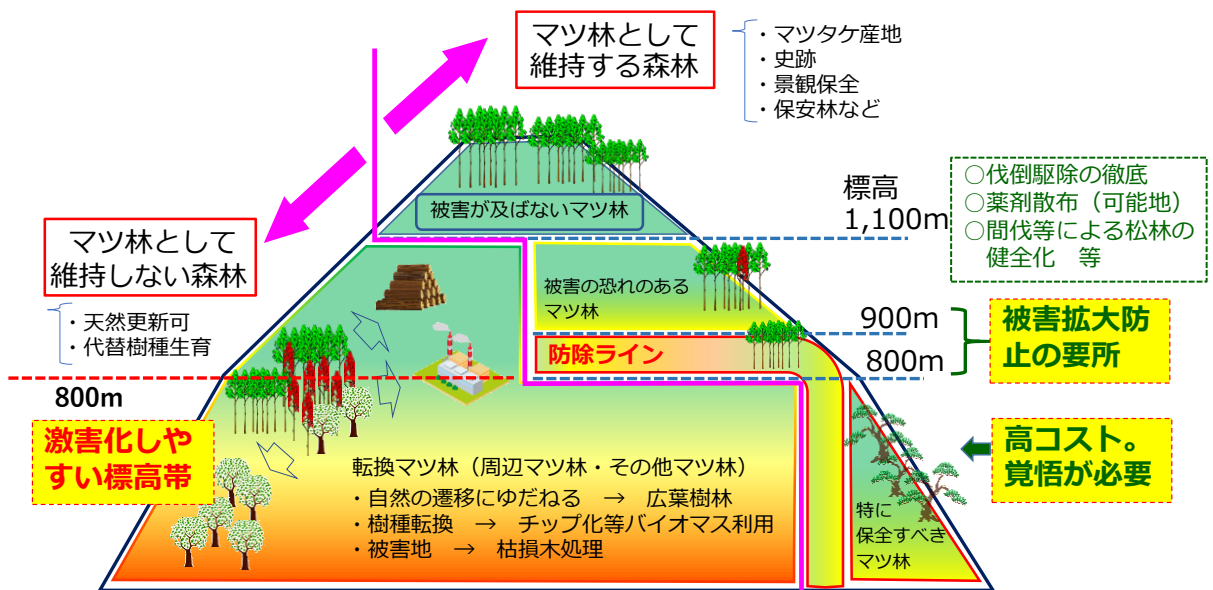 マツ林として
維持する森林
・マツタケ産地
・史跡
・景観保全
・保安林など
被害が及ばないマツ林
標高
1,100m
○伐倒駆除の徹底
○薬剤散布（可能地）
○間伐等による松林の
健全化　等
マツ林として
維持しない森林
・天然更新可
・代替樹種生育
被害の恐れのある
マツ林
900m
防除ライン
800m
被害拡大防
止の要所
800m
激害化しや
すい標高帯
高コスト。
覚悟が必要
転換マツ林（周辺マツ林・その他マツ林）
・自然の遷移にゆだねる　→　広葉樹林
・樹種転換　→　チップ化等バイオマス利用
・被害地　→　枯損木処理
特に
保全すべき
マツ林